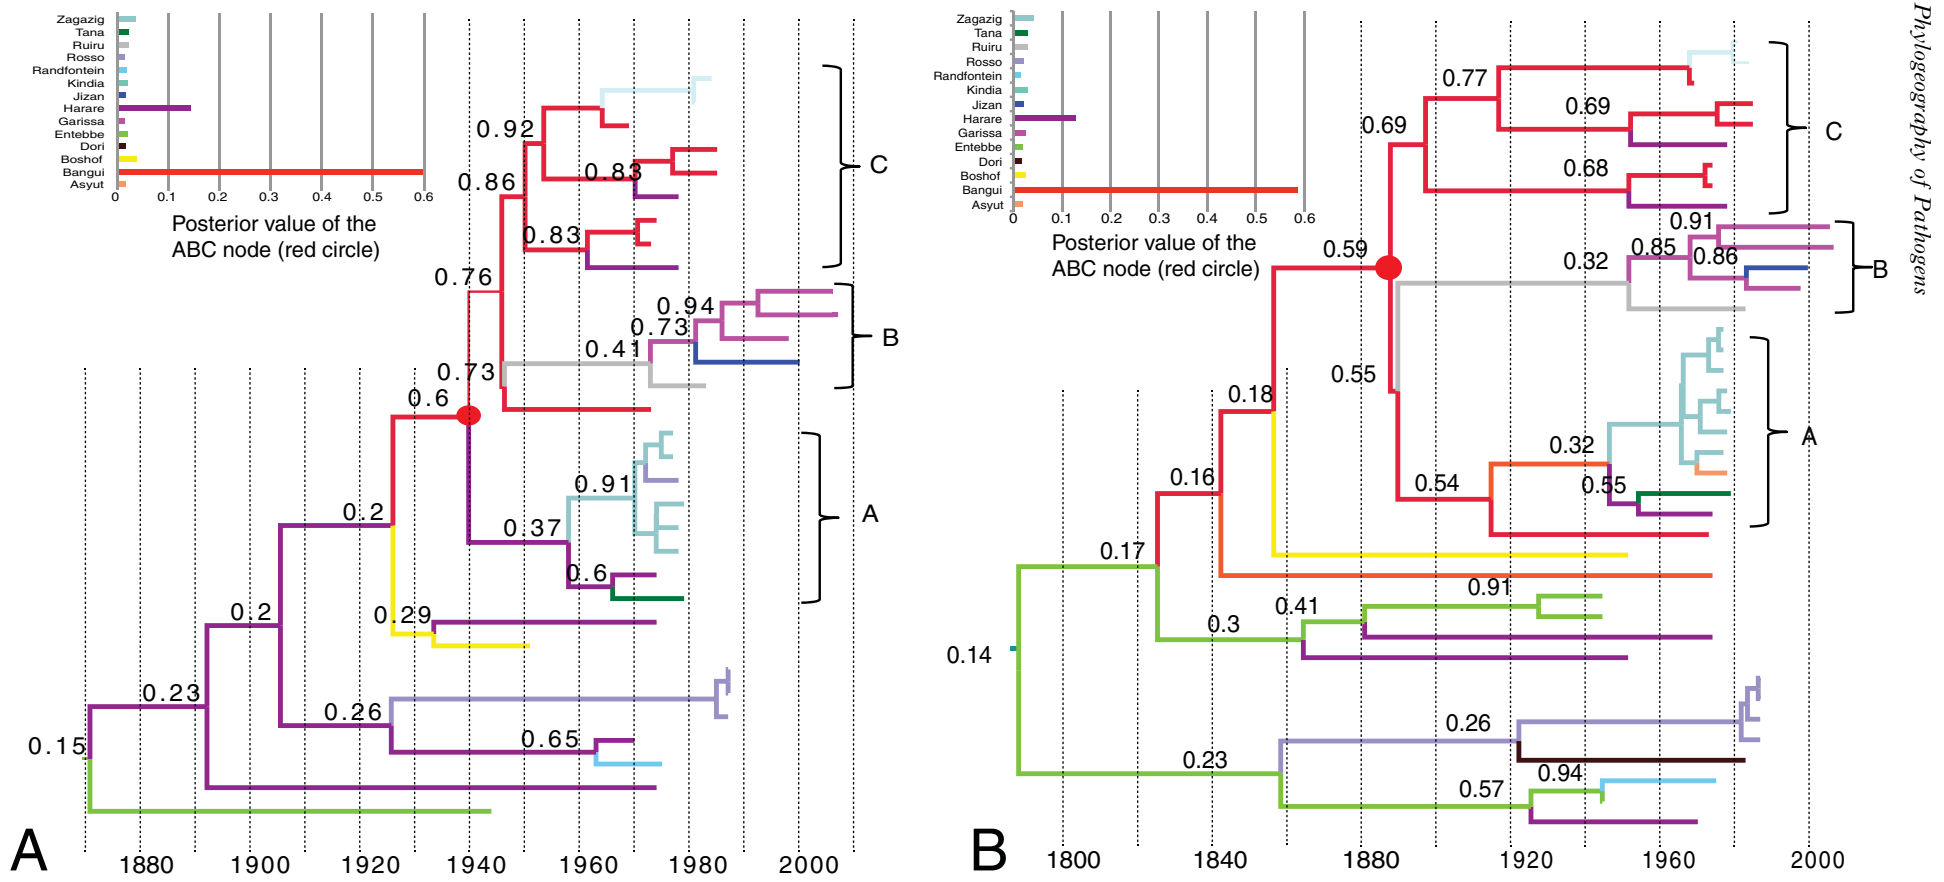 Zagazig
Tana
Ruiru
Rosso
Randfontein
Kindia
Jizan
Harare
Garissa
Entebbe
Dori
Boshof
Bangui
Asyut
0 0.1 0.2 0.3 0.4 0.5 0.6
Posterior value of the
ABC node (red circle)
0.92
0.83
0.86
0.83
0.76
0.94
0.73
0.41
0.73
0.6
0.91
0.37
0.6
0.2
0.29
0.2
0.23
0.26
0.65
0.15
C
B
A
A
1880 1900 1920 1940 1960 1980 2000
Zagazig
Tana
Ruiru
Rosso
Randfontein
Kindia
Jizan
Harare
Garissa
Entebbe
Dori
Boshof
Bangui
Asyut
0 0.1 0.2 0.3 0.4 0.5 0.6
Posterior value of the
ABC node (red circle)
0.77
0.69
0.69
0.68
0.91
0.59
0.85
0.86
0.32
0.55
0.18
0.32
0.16
0.54
0.55
0.17
0.91
0.41
0.3
0.14
0.26
0.23
0.94
0.57
C
B
A
B
1800 1840 1880 1920 1960 2000
Phylogeography of Pathogens